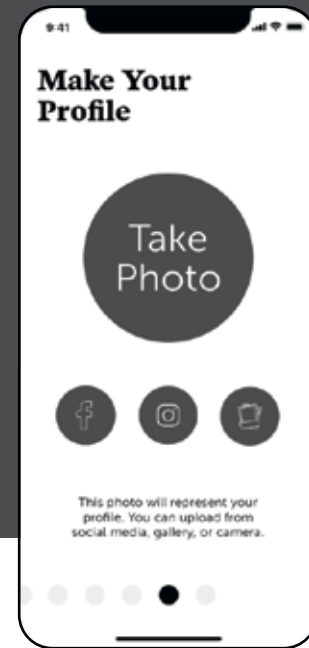 9:41
Make Your
Profile
Take
Photo
f
This photo will represent your
profile. You can upload from
social media, gallery, or camera.